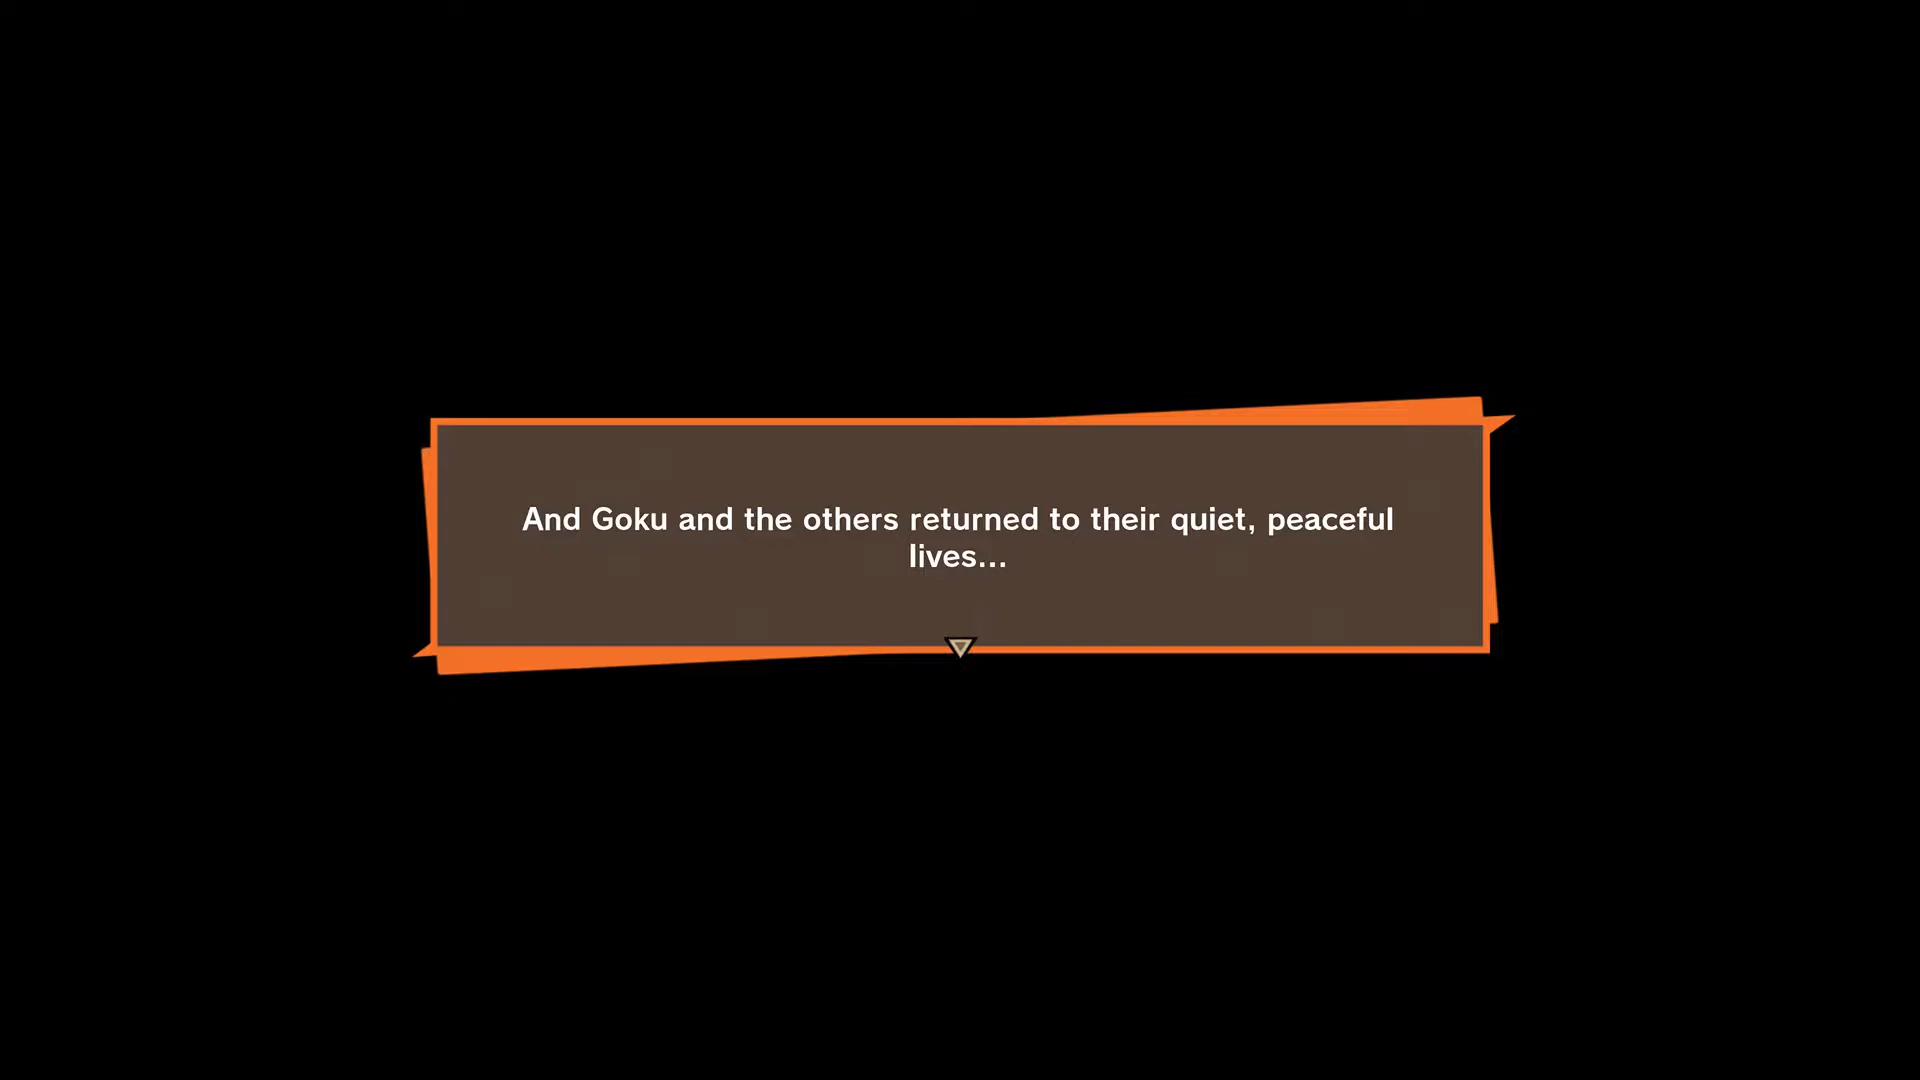 And Goku and the others returned to their quiet, peaceful
lives...